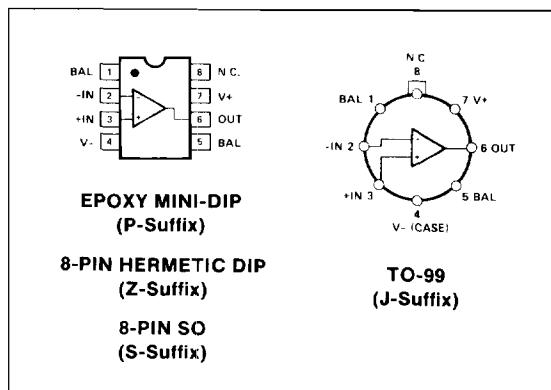 BAL 1 8 N C.
-IN 2 7 V+
+IN 3 6 OUT
V- 4 5 BAL
- +
EPOXY MINI-DIP
(P-Suffix)
8-PIN HERMETIC DIP
(Z-Suffix)
8-PIN SO
(S-Suffix)
N C
8
BAL 1 7 V+
-IN 2 6 OUT
- +
+IN 3 5 BAL
4
V- (CASE)
TO-99
(J-Suffix)